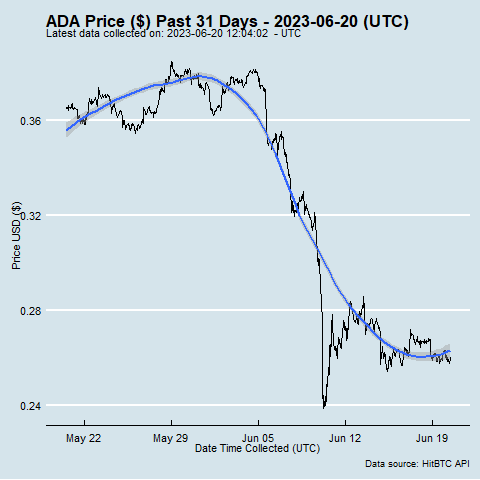 ADA Price ($) Past 31 Days - 2023-06-20 (UTC)
Latest data collected on: 2023-06-20 12:04:02 - UTC
0.36
0.32
0.28
0.24
Price USD ($)
May 22
May 29
Jun 05
Jun 12
Jun 19
Date Time Collected (UTC)
Data source: HitBTC API